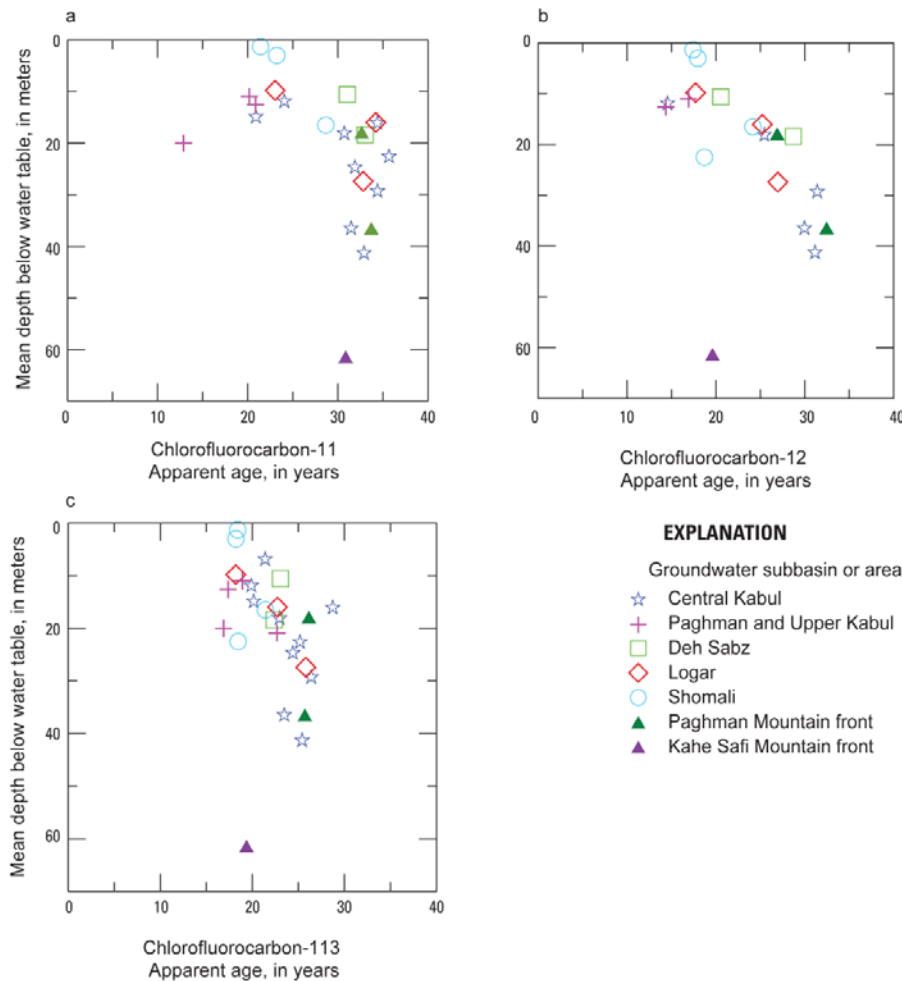 a
Mean depth below water table, in meters
0
20
40
60
0 10 20 30 40
Chlorofluorocarbon-11
Apparent age, in years
b
0
20
40
60
0 10 20 30 40
Chlorofluorocarbon-12
Apparent age, in years
c
Mean depth below water table, in meters
0
20
40
60
0 10 20 30 40
Chlorofluorocarbon-113
Apparent age, in years
EXPLANATION
Groundwater subbasin or area
Central Kabul
Paghman and Upper Kabul
Deh Sabz
Logar
Shomali
Paghman Mountain front
Kahe Safi Mountain front